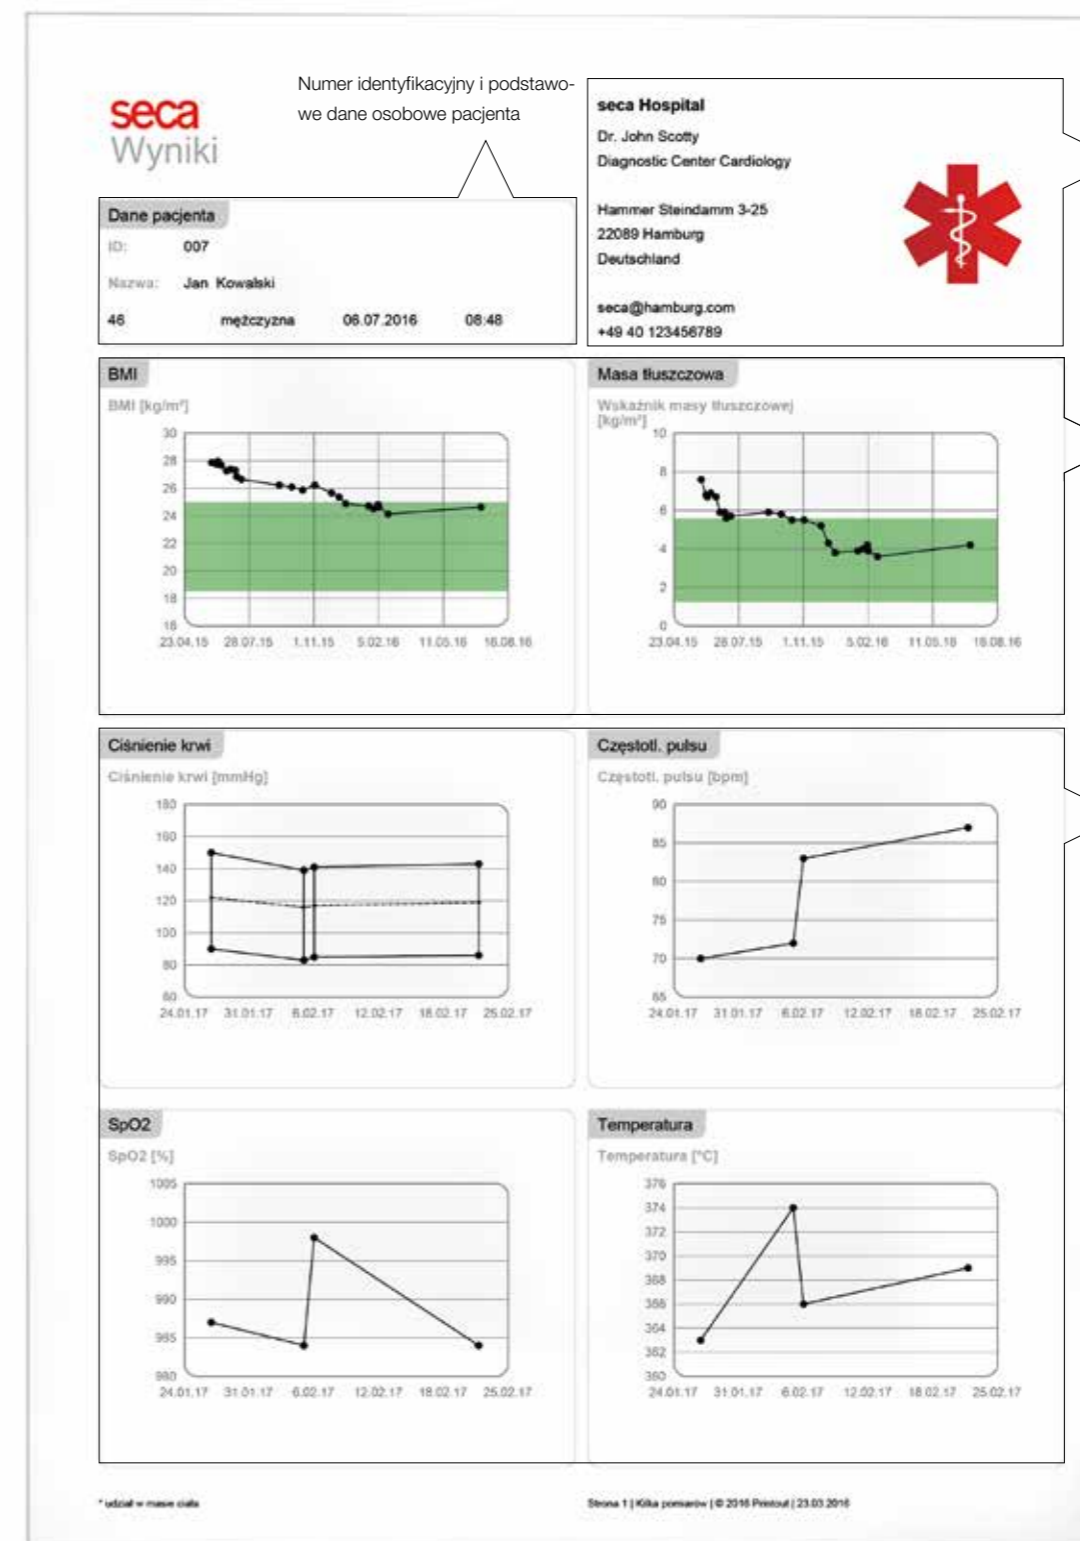 Numer identyfikacyjny i podstawo-
we dane osobowe pacjenta
seca
Wyniki
seca Hospital
Dr. John Scotty
Diagnostic Center Cardiology
Hammer Steindamm 3-25
22089 Hamburg
Deutschland
seca@hamburg.com
+49 40 123456789
Dane pacjenta
ID: 007
Nazwa: Jan Kowalski
46 mężczyzna 06.07.2016 08:48
BMI
BMI [kg/m²]
30
28
26
24
22
20
18
16
23.04.15 28.07.15 1.11.15 5.02.16 11.05.16 16.08.16
Masa tłuszczowa
Wskaźnik masy tłuszczowej
[kg/m²]
10
8
6
4
2
0
23.04.15 28.07.15 1.11.15 5.02.16 11.05.16 16.08.16
Ciśnienie krwi
Ciśnienie krwi [mmHg]
180
160
140
120
100
80
60
24.01.17 31.01.17 6.02.17 12.02.17 18.02.17 25.02.17
Częstotl. pulsu
Częstotl. pulsu [bpm]
90
85
80
75
70
65
24.01.17 31.01.17 6.02.17 12.02.17 18.02.17 25.02.17
SpO2
SpO2 [%]
1005
1000
995
990
985
980
24.01.17 31.01.17 6.02.17 12.02.17 18.02.17 25.02.17
Temperatura
Temperatura [°C]
376
374
372
370
368
366
364
362
360
24.01.17 31.01.17 6.02.17 12.02.17 18.02.17 25.02.17
* udział w masie ciała
Strona 1 | Kilka pomiarów | © 2016 Printout | 23.03.2016